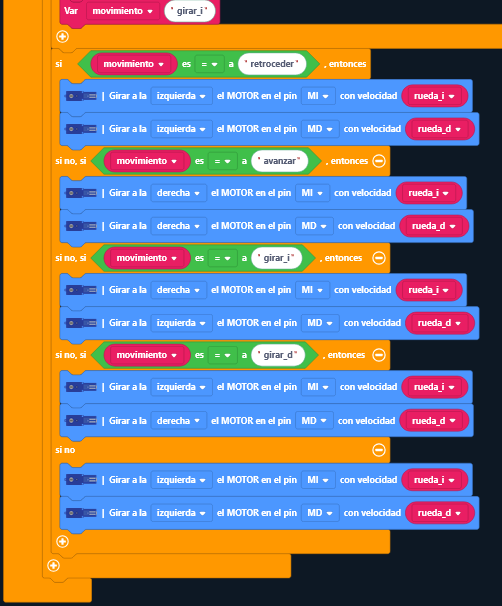 Var movimiento " girar_i "
si movimiento es = a " retroceder " , entonces
| Girar a la izquierda el MOTOR en el pin MI con velocidad rueda_i
| Girar a la izquierda el MOTOR en el pin MD con velocidad rueda_d
si no, si movimiento es = a " avanzar " , entonces
| Girar a la derecha el MOTOR en el pin MI con velocidad rueda_i
| Girar a la derecha el MOTOR en el pin MD con velocidad rueda_d
si no, si movimiento es = a " girar_i " , entonces
| Girar a la derecha el MOTOR en el pin MI con velocidad rueda_i
| Girar a la izquierda el MOTOR en el pin MD con velocidad rueda_d
si no, si movimiento es = a " girar_d " , entonces
| Girar a la izquierda el MOTOR en el pin MI con velocidad rueda_i
| Girar a la derecha el MOTOR en el pin MD con velocidad rueda_d
si no
| Girar a la izquierda el MOTOR en el pin MI con velocidad rueda_i
| Girar a la izquierda el MOTOR en el pin MD con velocidad rueda_d